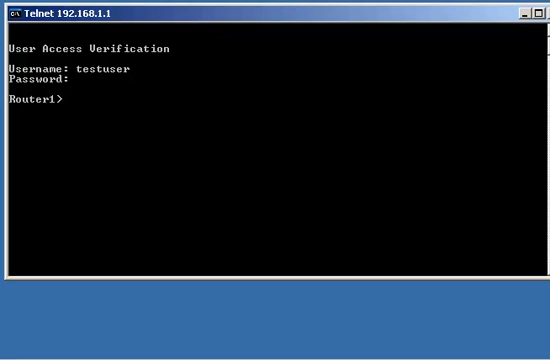 Telnet 192.168.1.1
User Access Verification
Username: testuser
Password:
Router1>